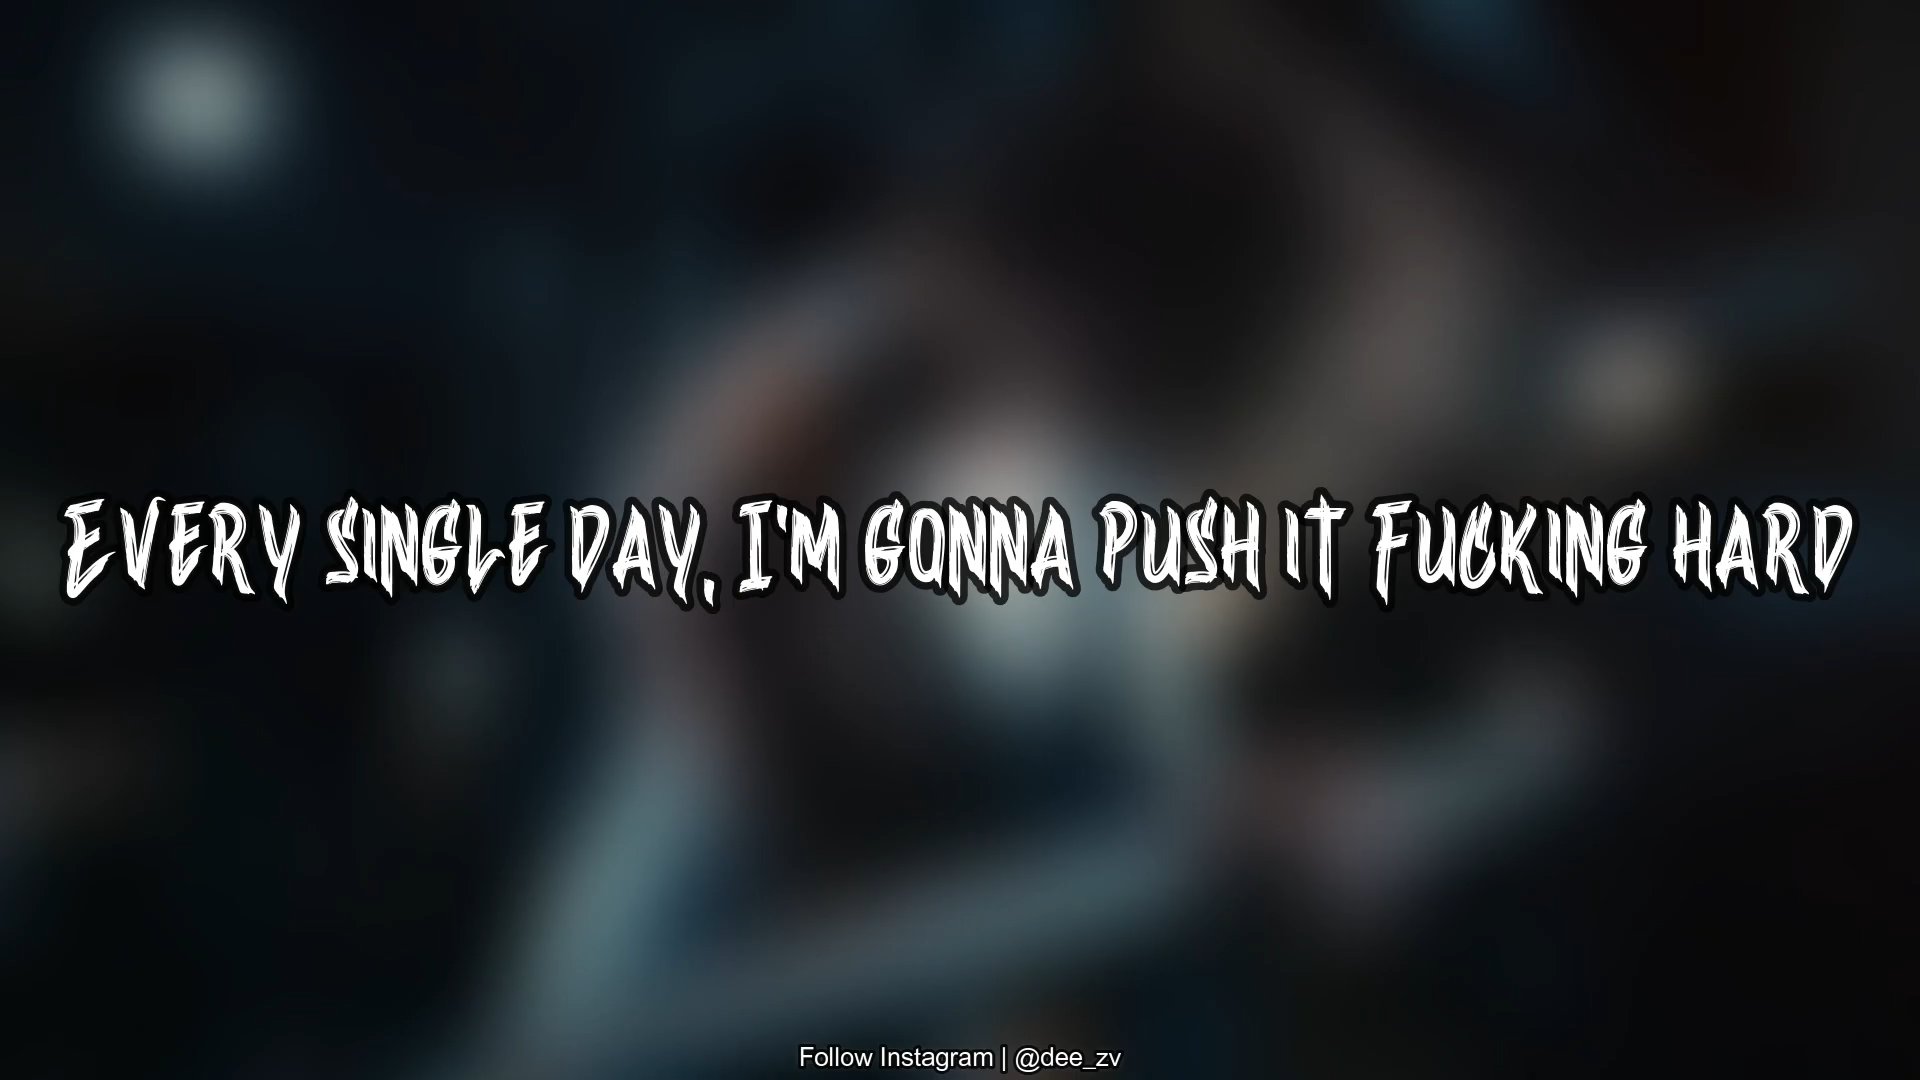 Every single day, I'm gonna push it fucking hard
Follow Instagram | @dee_zv